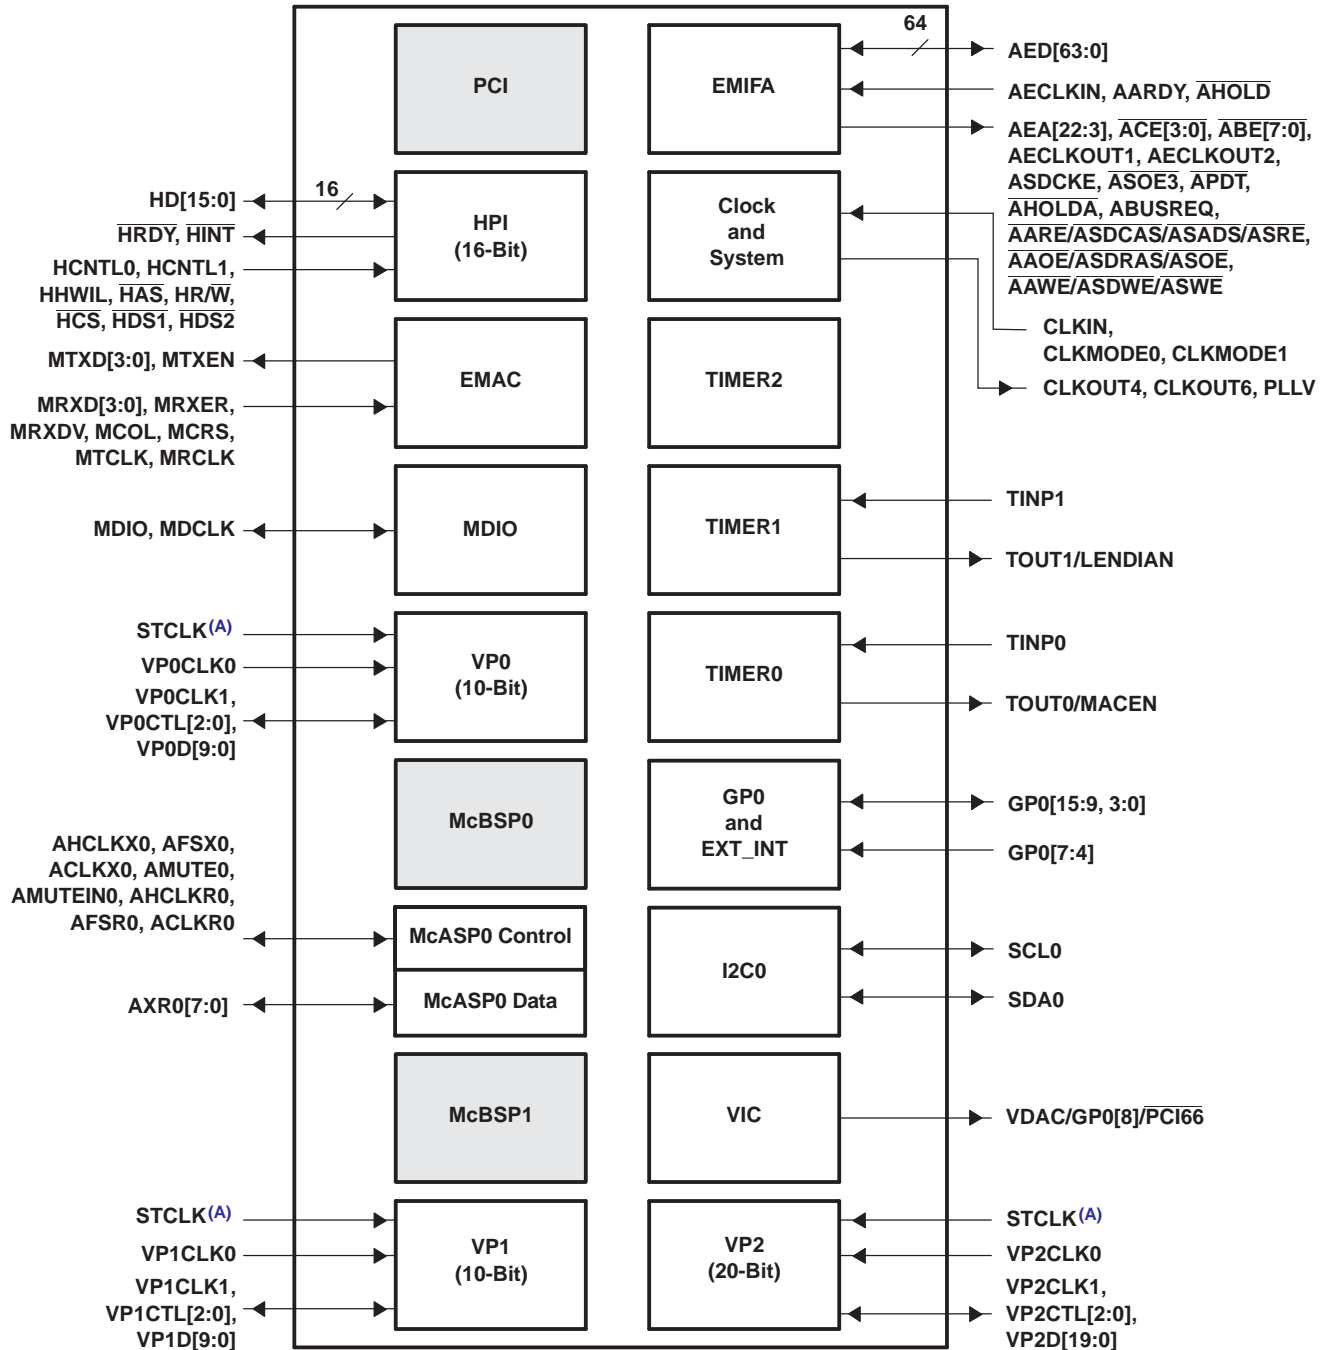 64
PCI
EMIFA
AED[63:0]
AECLKIN, AARDY, AHOLD
AEA[22:3], ACE[3:0], ABE[7:0],
AECLKOUT1, AECLKOUT2,
ASDCKE, ASOE3, APDT,
AHOLDA, ABUSREQ,
AARE/ASDCAS/ASADS/ASRE,
AAOE/ASDRAS/ASOE,
AAWE/ASDWE/ASWE
HD[15:0]
16
HRDY, HINT
HCNTL0, HCNTL1,
HHWIL, HAS, HR/W,
HCS, HDS1, HDS2
HPI
(16-Bit)
Clock
and
System
CLKIN,
CLKMODE0, CLKMODE1
CLKOUT4, CLKOUT6, PLLV
MTXD[3:0], MTXEN
MRXD[3:0], MRXER,
MRXDV, MCOL, MCRS,
MTCLK, MRCLK
EMAC
TIMER2
MDIO, MDCLK
MDIO
TIMER1
TINP1
TOUT1/LENDIAN
STCLK(A)
VP0CLK0
VP0CLK1,
VP0CTL[2:0],
VP0D[9:0]
VP0
(10-Bit)
TIMER0
TINP0
TOUT0/MACEN
McBSP0
GP0
and
EXT_INT
GP0[15:9, 3:0]
GP0[7:4]
AHCLKX0, AFSX0,
ACLKX0, AMUTE0,
AMUTEIN0, AHCLKR0,
AFSR0, ACLKR0
McASP0 Control
AXR0[7:0]
McASP0 Data
I2C0
SCL0
SDA0
McBSP1
VIC
VDAC/GP0[8]/PCI66
STCLK(A)
VP1CLK0
VP1CLK1,
VP1CTL[2:0],
VP1D[9:0]
VP1
(10-Bit)
VP2
(20-Bit)
STCLK(A)
VP2CLK0
VP2CLK1,
VP2CTL[2:0],
VP2D[19:0]